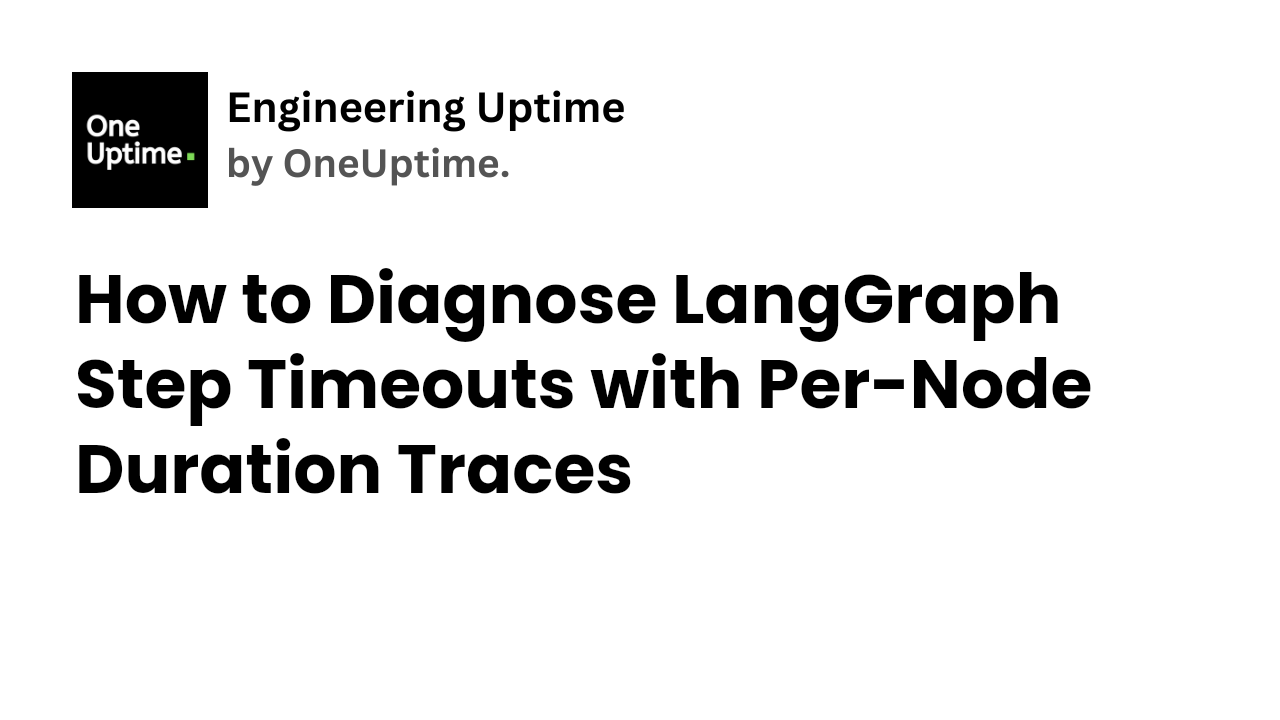 One
Uptime
Engineering Uptime
by OneUptime.
How to Diagnose LangGraph
Step Timeouts with Per-Node
Duration Traces